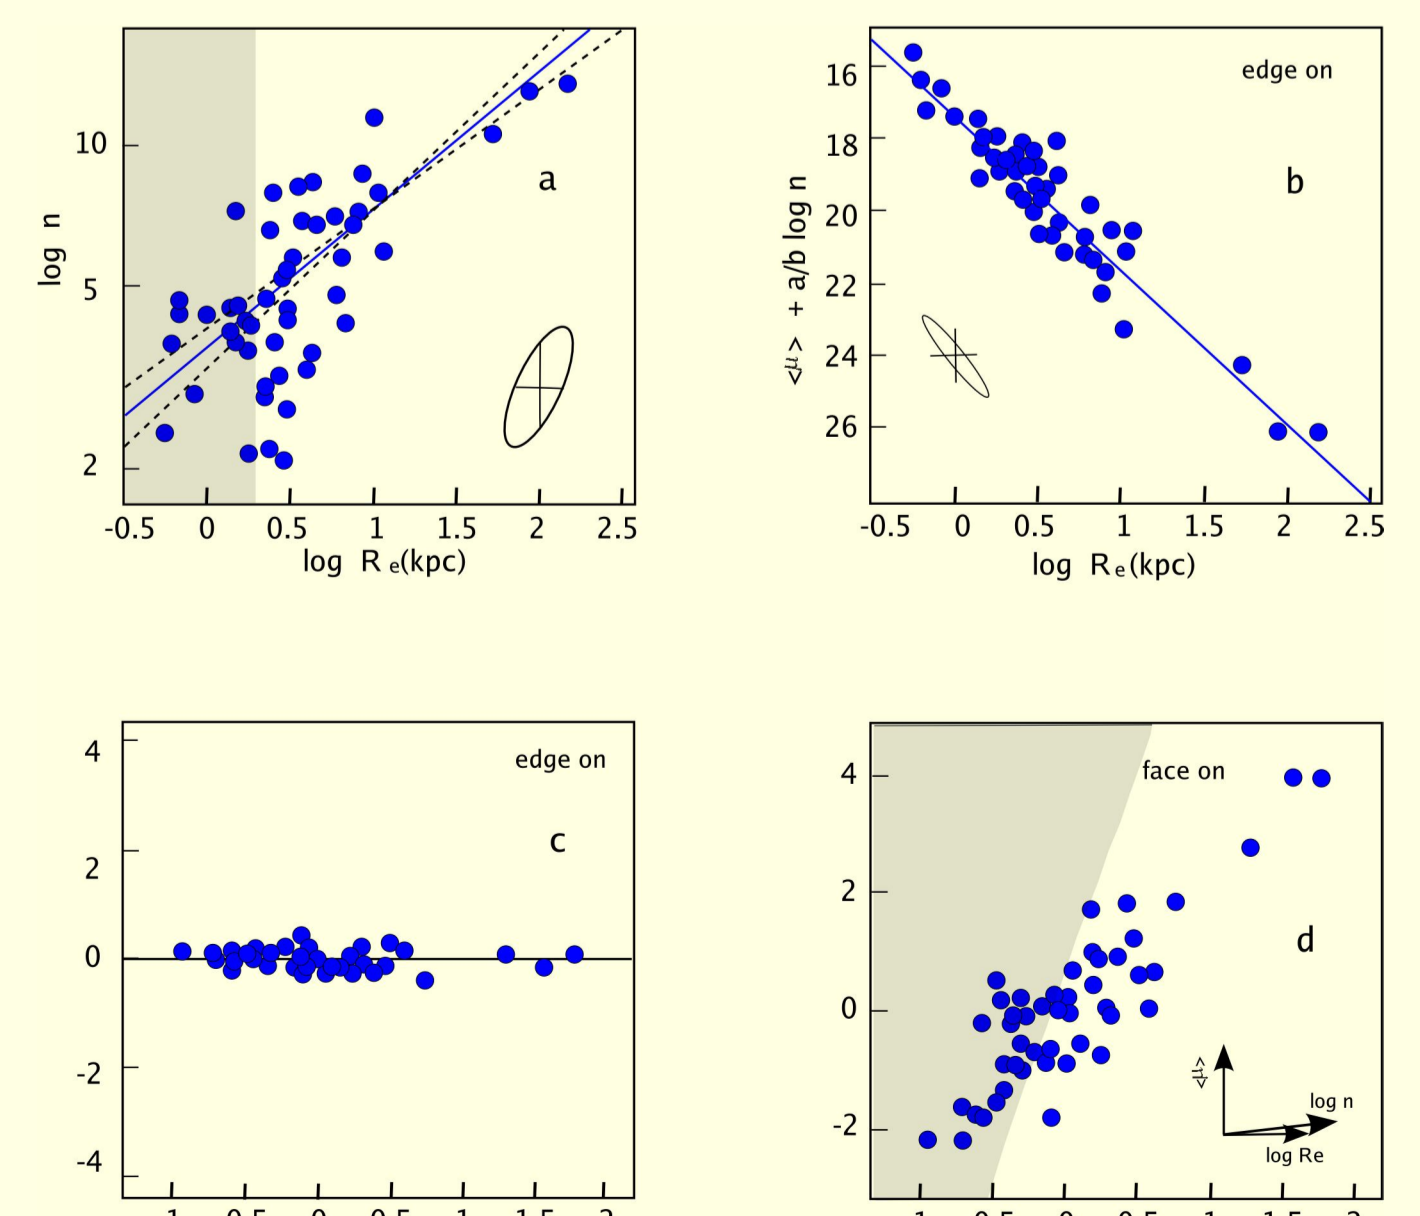 a
10
5
2
log n
-0.5 0 0.5 1 1.5 2 2.5
log R e(kpc)
edge on
b
16
18
20
22
24
26
<μ> + a/b log n
-0.5 0 0.5 1 1.5 2 2.5
log R e(kpc)
edge on
c
4
2
0
-2
-4
face on
d
4
2
0
-2
<μ>
log n
log Re